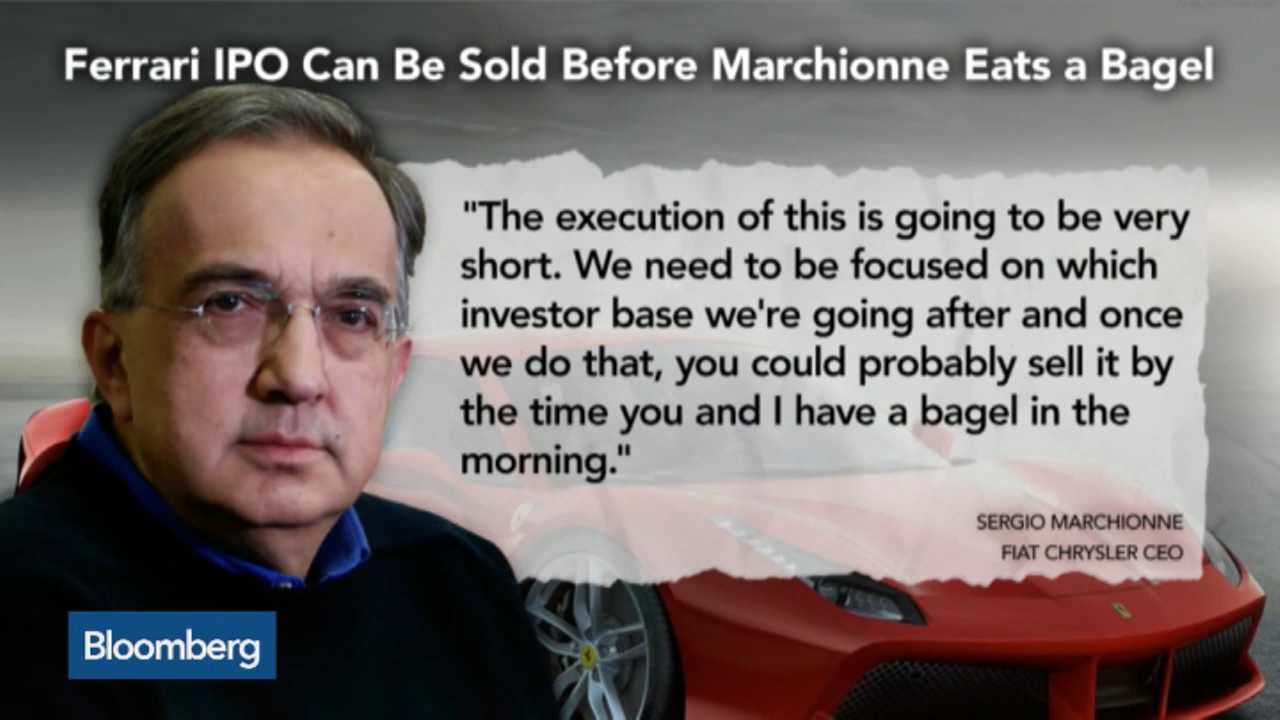 Ferrari IPO Can Be Sold Before Marchionne Eats a Bagel
"The execution of this is going to be very
short. We need to be focused on which
investor base we're going after and once
we do that, you could probably sell it by
the time you and I have a bagel in the
morning."
SERGIO MARCHIONNE
FIAT CHRYSLER CEO
Bloomberg